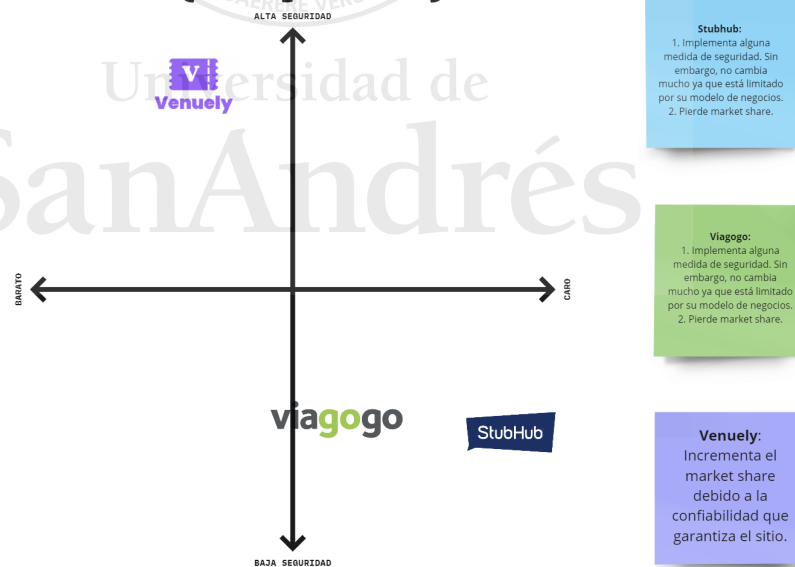 QUAERERE VERUM
ALTA SEGURIDAD
Universidad de
SanAndrés
V
Venuely
BARATO
CARO
viagogo
StubHub
BAJA SEGURIDAD
Stubhub:
1. Implementa alguna
medida de seguridad. Sin
embargo, no cambia
mucho ya que está limitado
por su modelo de negocios.
2. Pierde market share.
Viagogo:
1. Implementa alguna
medida de seguridad. Sin
embargo, no cambia
mucho ya que está limitado
por su modelo de negocios.
2. Pierde market share.
Venuely:
Incrementa el
market share
debido a la
confiabilidad que
garantiza el sitio.